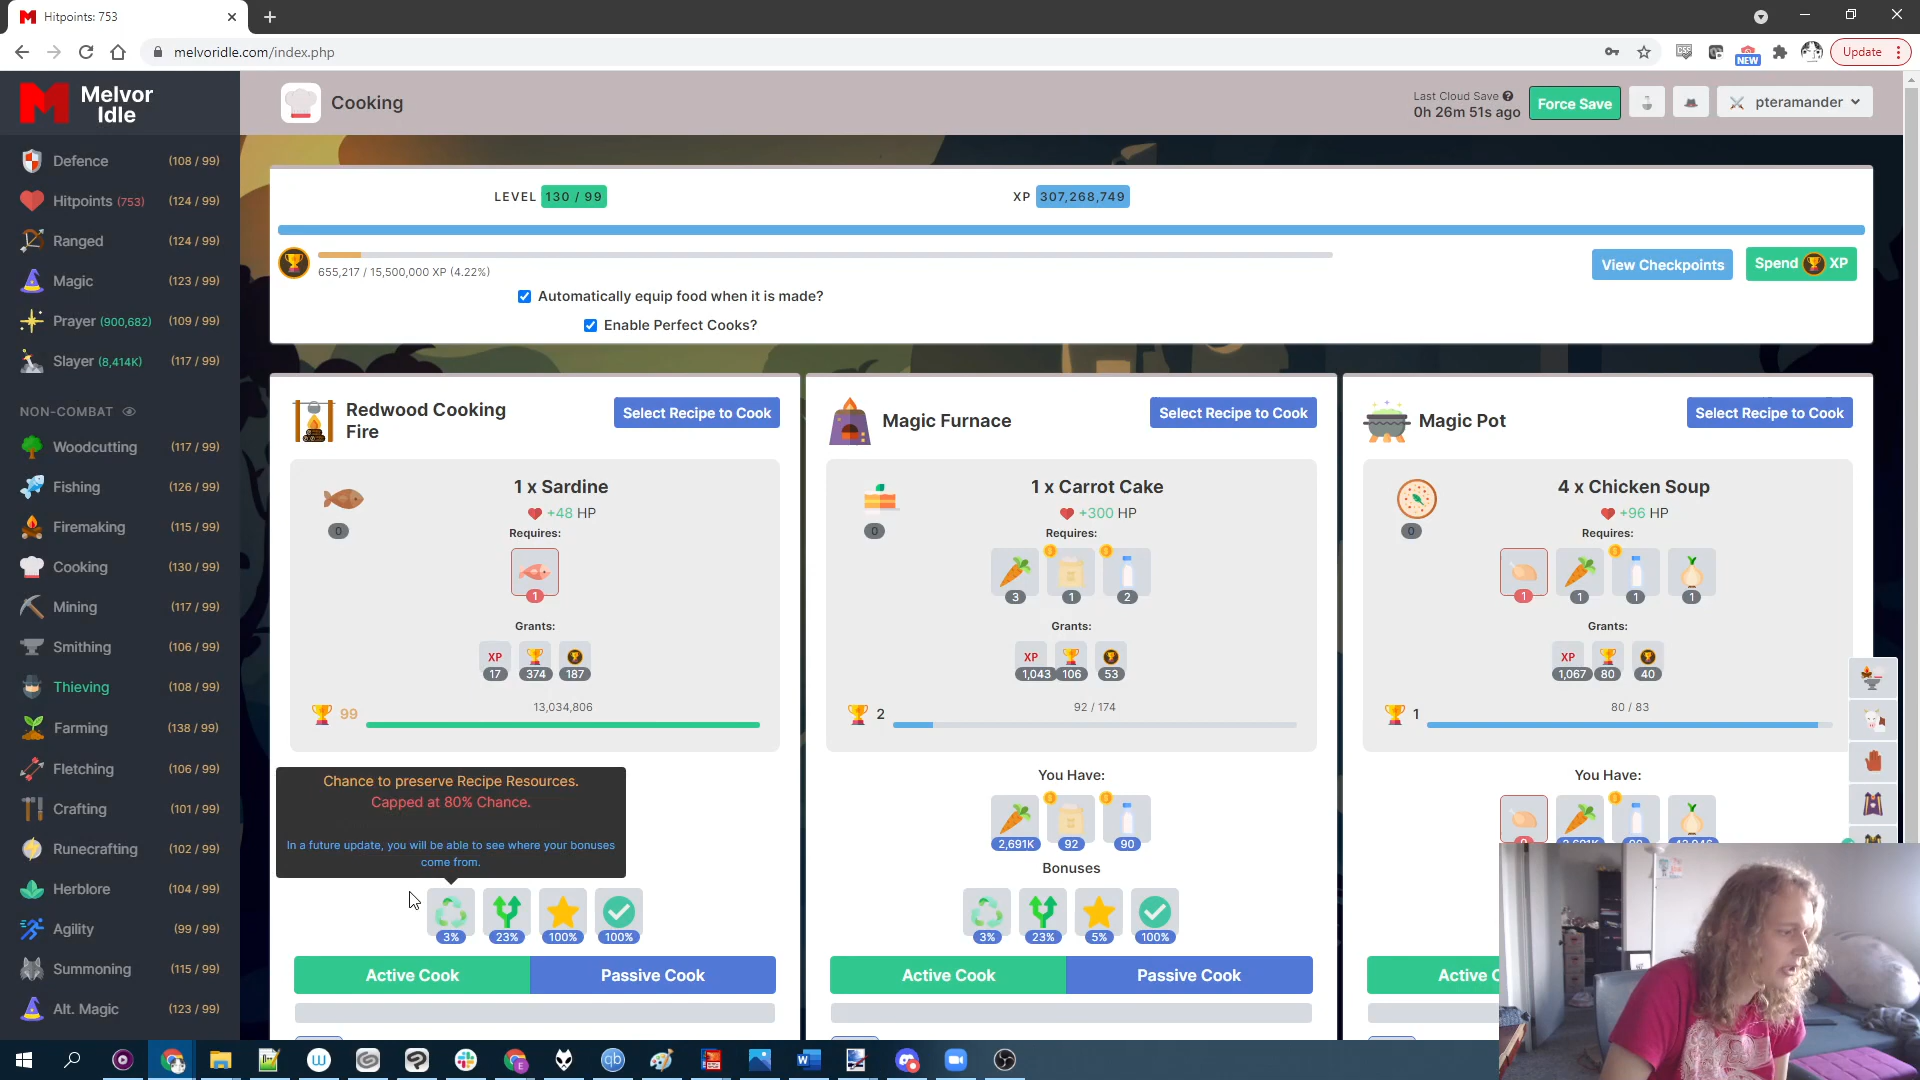 Hitpoints: 753
melvoridle.com/index.php
NEW
Update
Melvor
Idle
Cooking
Last Cloud Save
0h 26m 51s ago
Force Save
pteramander
Defence (108 / 99)
Hitpoints (753) (124 / 99)
Ranged (124 / 99)
Magic (123 / 99)
Prayer (900,682) (109 / 99)
Slayer (8,414K) (117 / 99)
NON-COMBAT
Woodcutting (117 / 99)
Fishing (126 / 99)
Firemaking (115 / 99)
Cooking (130 / 99)
Mining (117 / 99)
Smithing (106 / 99)
Thieving (108 / 99)
Farming (138 / 99)
Fletching (106 / 99)
Crafting (101 / 99)
Runecrafting (102 / 99)
Herblore (104 / 99)
Agility (99 / 99)
Summoning (115 / 99)
Alt. Magic (123 / 99)
LEVEL 130 / 99
XP 307,268,749
655,217 / 15,500,000 XP (4.22%)
View Checkpoints
Spend XP
Automatically equip food when it is made?
Enable Perfect Cooks?
Redwood Cooking
Fire
Select Recipe to Cook
1 x Sardine
+48 HP
0
Requires:
1
Grants:
XP
17 374 187
99
13,034,806
Chance to preserve Recipe Resources.
Capped at 80% Chance.
In a future update, you will be able to see where your bonuses
come from.
3% 23% 100% 100%
Active Cook
Passive Cook
Magic Furnace
Select Recipe to Cook
1 x Carrot Cake
+300 HP
0
Requires:
3 1 2
Grants:
XP
1,043 106 53
2
92 / 174
You Have:
2,691K 92 90
Bonuses
3% 23% 5% 100%
Active Cook
Passive Cook
Magic Pot
Select Recipe to Cook
4 x Chicken Soup
+96 HP
0
Requires:
1 1 1 1
Grants:
XP
1,067 80 40
1
80 / 83
You Have:
Active C